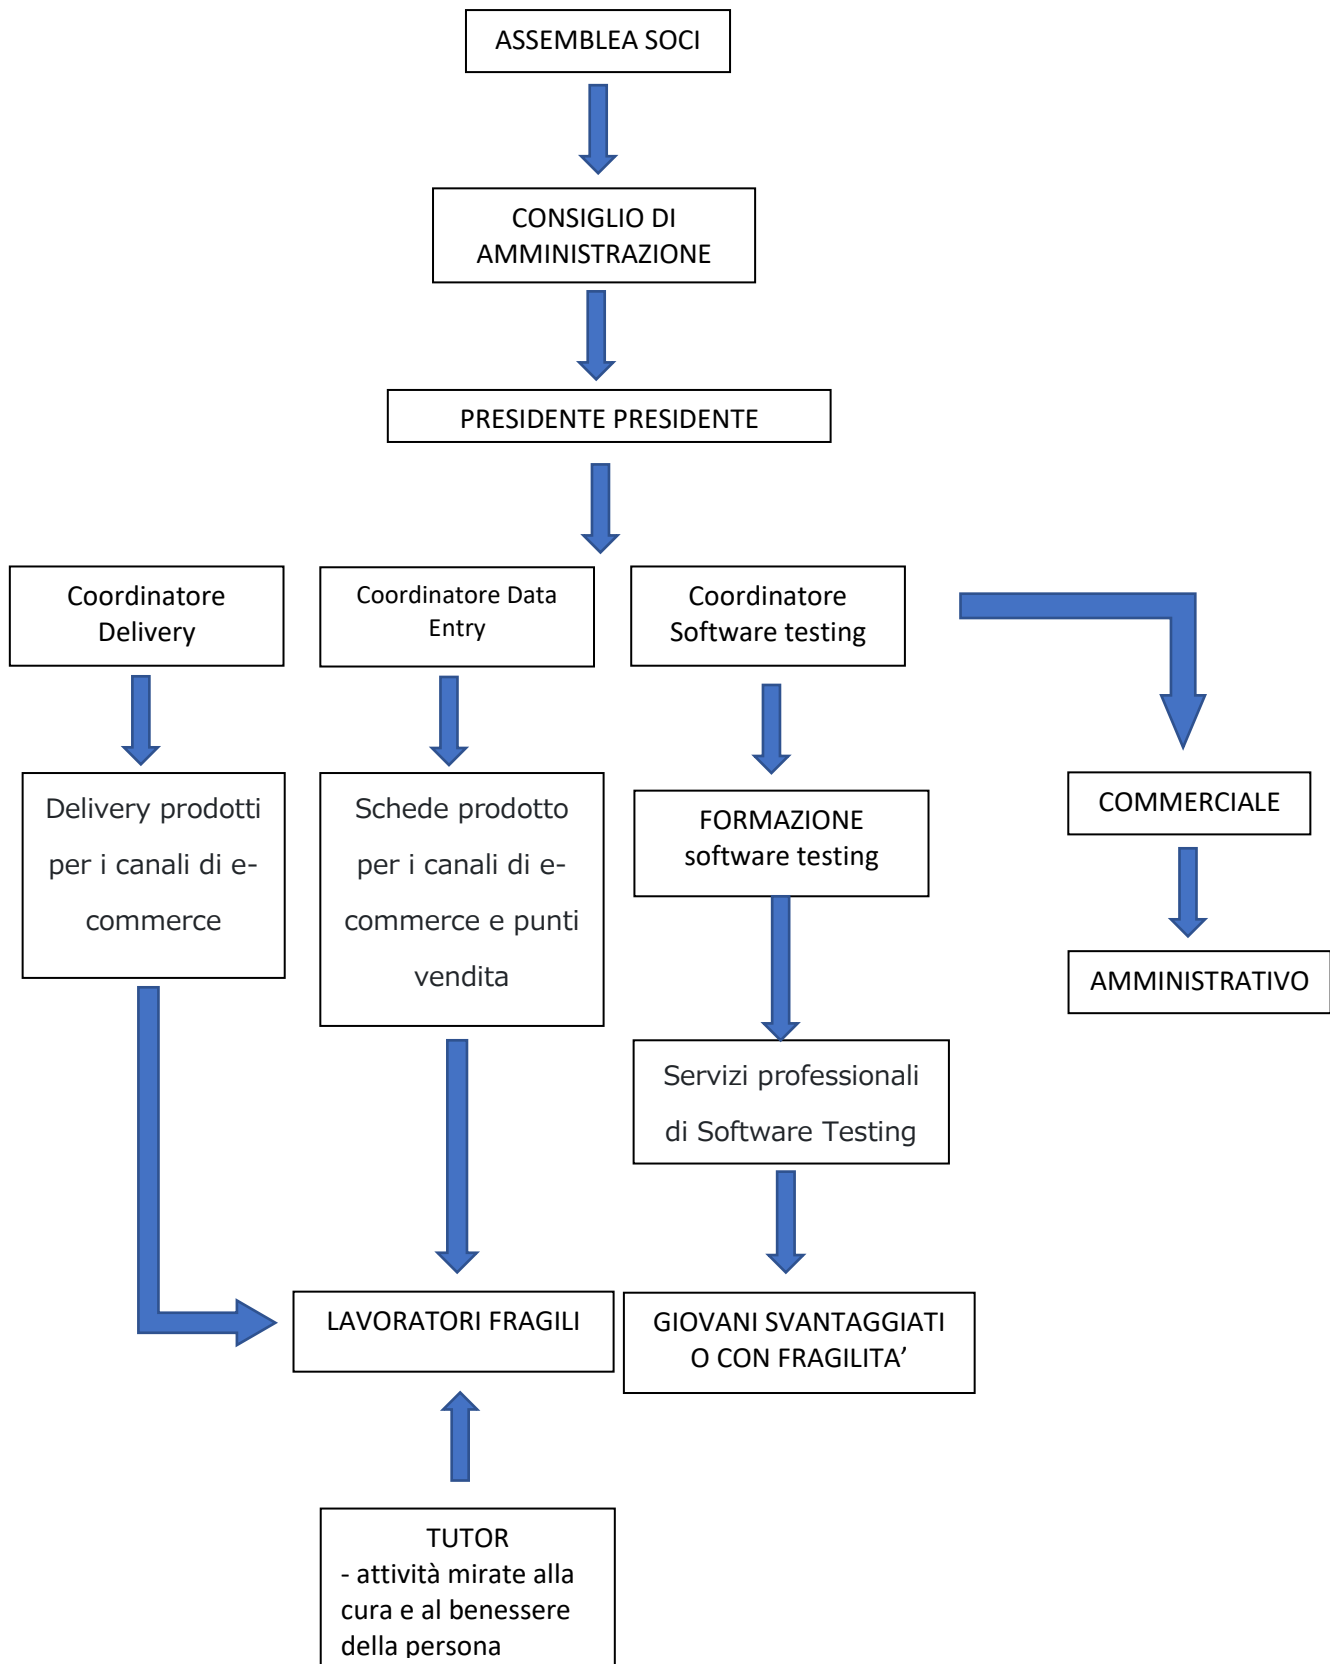 ASSEMBLEA SOCI
CONSIGLIO DI
AMMINISTRAZIONE
PRESIDENTE PRESIDENTE
Coordinatore
Delivery
Coordinatore Data
Entry
Coordinatore
Software testing
Delivery prodotti
per i canali di e-
commerce
Schede prodotto
per i canali di e-
commerce e punti
vendita
FORMAZIONE
software testing
COMMERCIALE
AMMINISTRATIVO
Servizi professionali
di Software Testing
LAVORATORI FRAGILI
GIOVANI SVANTAGGIATI
O CON FRAGILITA’
TUTOR
- attività mirate alla
cura e al benessere
della persona